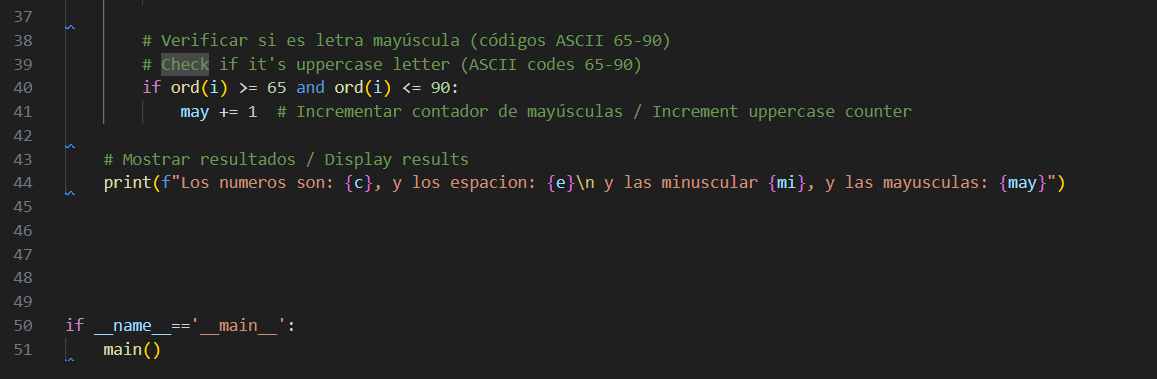 37
38 # Verificar si es letra mayúscula (códigos ASCII 65-90)
39 # Check if it's uppercase letter (ASCII codes 65-90)
40 if ord(i) >= 65 and ord(i) <= 90:
41 may += 1  # Incrementar contador de mayúsculas / Increment uppercase counter
42
43 # Mostrar resultados / Display results
44 print(f"Los numeros son: {c}, y los espacion: {e}\n y las minuscular {mi}, y las mayusculas: {may}")
45
46
47
48
49
50 if __name__=='__main__':
51 main()